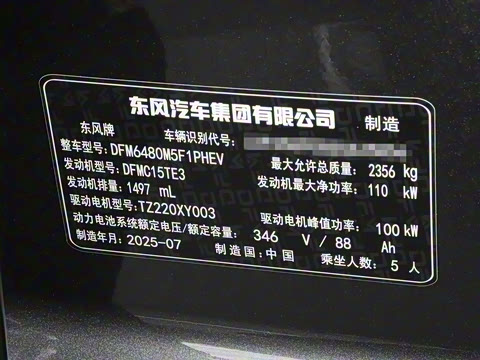 东风汽车集团有限公司 制造
东风牌 车辆识别代号:
整车型号:DFM6480M5F1PHEV 最大允许总质量: 2356 kg
发动机型号:DFMC15TE3 发动机最大净功率: 110 kW
发动机排量: 1497 mL
驱动电机型号:TZ220XY003 驱动电机峰值功率: 100 kW
动力电池系统额定电压/额定容量: 346 V / 88 Ah
制造年月: 2025-07 制造国:中国 乘坐人数: 5 人